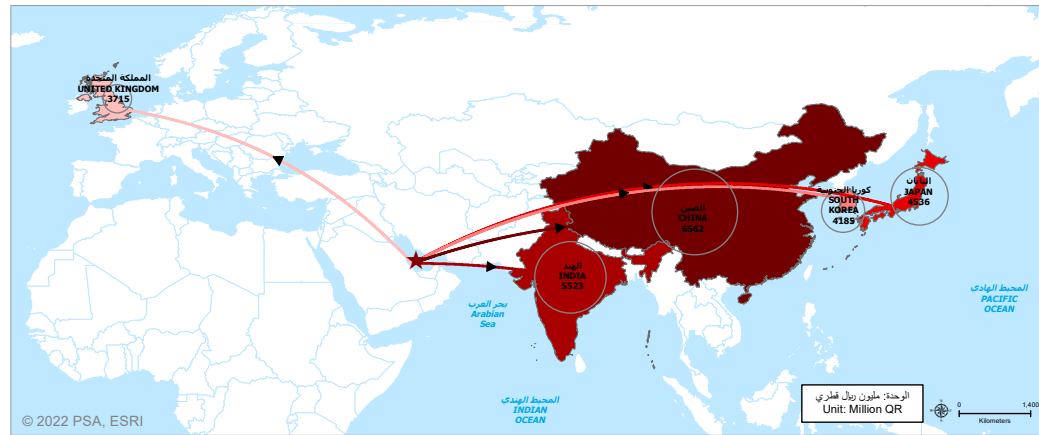 المملكة المتحدة
UNITED KINGDOM
3715
الصين
CHINA
6562
كوريا الجنوبية
SOUTH
KOREA
4185
اليابان
JAPAN
4536
الهند
INDIA
5523
بحر العرب
Arabian
Sea
المحيط الهادي
PACIFIC
OCEAN
المحيط الهندي
INDIAN
OCEAN
الوحدة: مليون ريال قطري
Unit: Million QR
0 1,400
Kilometers
© 2022 PSA, ESRI